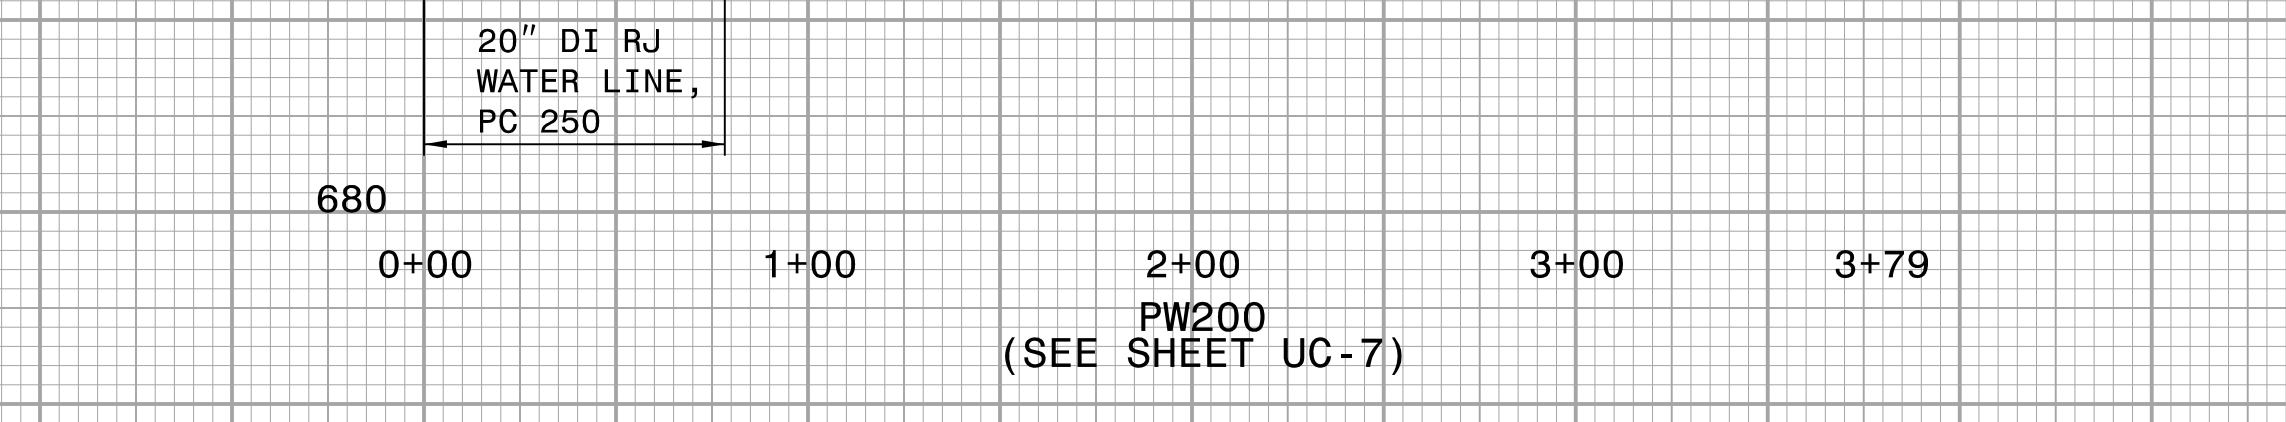 20" DI RJ
WATER LINE,
PC 250
680
0+00 1+00 2+00 3+00 3+79
PW200
(SEE SHEET UC-7)